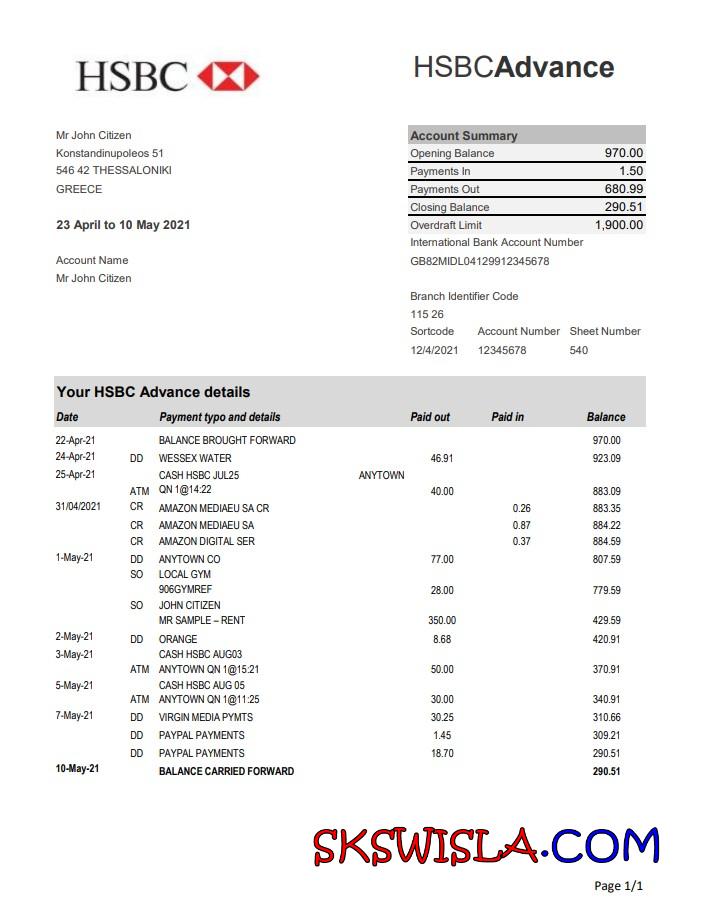 HSBC
HSBCAdvance
Mr John Citizen
Konstandinupoleos 51
546 42 THESSALONIKI
GREECE
23 April to 10 May 2021
Account Name
Mr John Citizen
Account Summary
Opening Balance 970.00
Payments In 1.50
Payments Out 680.99
Closing Balance 290.51
Overdraft Limit 1,900.00
International Bank Account Number
GB82MIDL04129912345678
Branch Identifier Code
115 26
Sortcode Account Number Sheet Number
12/4/2021 12345678 540
Your HSBC Advance details
Date Payment typo and details Paid out Paid in Balance
22-Apr-21 BALANCE BROUGHT FORWARD 970.00
24-Apr-21 DD WESSEX WATER 46.91 923.09
25-Apr-21 CASH HSBC JUL25 ANYTOWN
ATM QN 1@14:22 40.00 883.09
31/04/2021 CR AMAZON MEDIAEU SA CR 0.26 883.35
CR AMAZON MEDIAEU SA 0.87 884.22
CR AMAZON DIGITAL SER 0.37 884.59
1-May-21 DD ANYTOWN CO 77.00 807.59
SO LOCAL GYM
906GYMREF 28.00 779.59
SO JOHN CITIZEN
MR SAMPLE – RENT 350.00 429.59
2-May-21 DD ORANGE 8.68 420.91
3-May-21 CASH HSBC AUG03
ATM ANYTOWN QN 1@15:21 50.00 370.91
5-May-21 CASH HSBC AUG 05
ATM ANYTOWN QN 1@11:25 30.00 340.91
7-May-21 DD VIRGIN MEDIA PYMTS 30.25 310.66
DD PAYPAL PAYMENTS 1.45 309.21
DD PAYPAL PAYMENTS 18.70 290.51
10-May-21 BALANCE CARRIED FORWARD 290.51
SKSWISLA.COM
Page 1/1